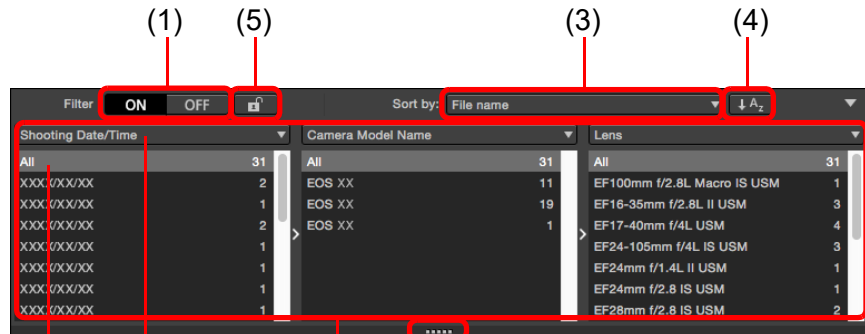 (1) (5) (3) (4)
Filter ON OFF Sort by: File name A Z
Shooting Date/Time Camera Model Name Lens
All 31 All 31 All 31
XXXX/XX/XX 2 EOS XX 11 EF100mm f/2.8L Macro IS USM 1
XXXX/XX/XX 1 EOS XX 19 EF16-35mm f/2.8L II USM 3
XXXX/XX/XX 2 EOS XX 1 EF17-40mm f/4L USM 4
XXXX/XX/XX 1 EF24-105mm f/4L IS USM 3
XXXX/XX/XX 1 EF24mm f/1.4L II USM 1
XXXX/XX/XX 1 EF24mm f/2.8 IS USM 1
XXXX/XX/XX 1 EF28mm f/2.8 IS USM 2